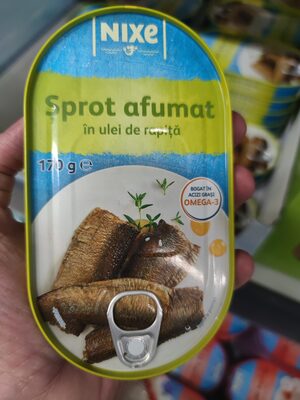 NIXE
Sprot afumat
în ulei de rapiță
170 g ℮
BOGAT ÎN
ACIZI GRAȘI
OMEGA-3